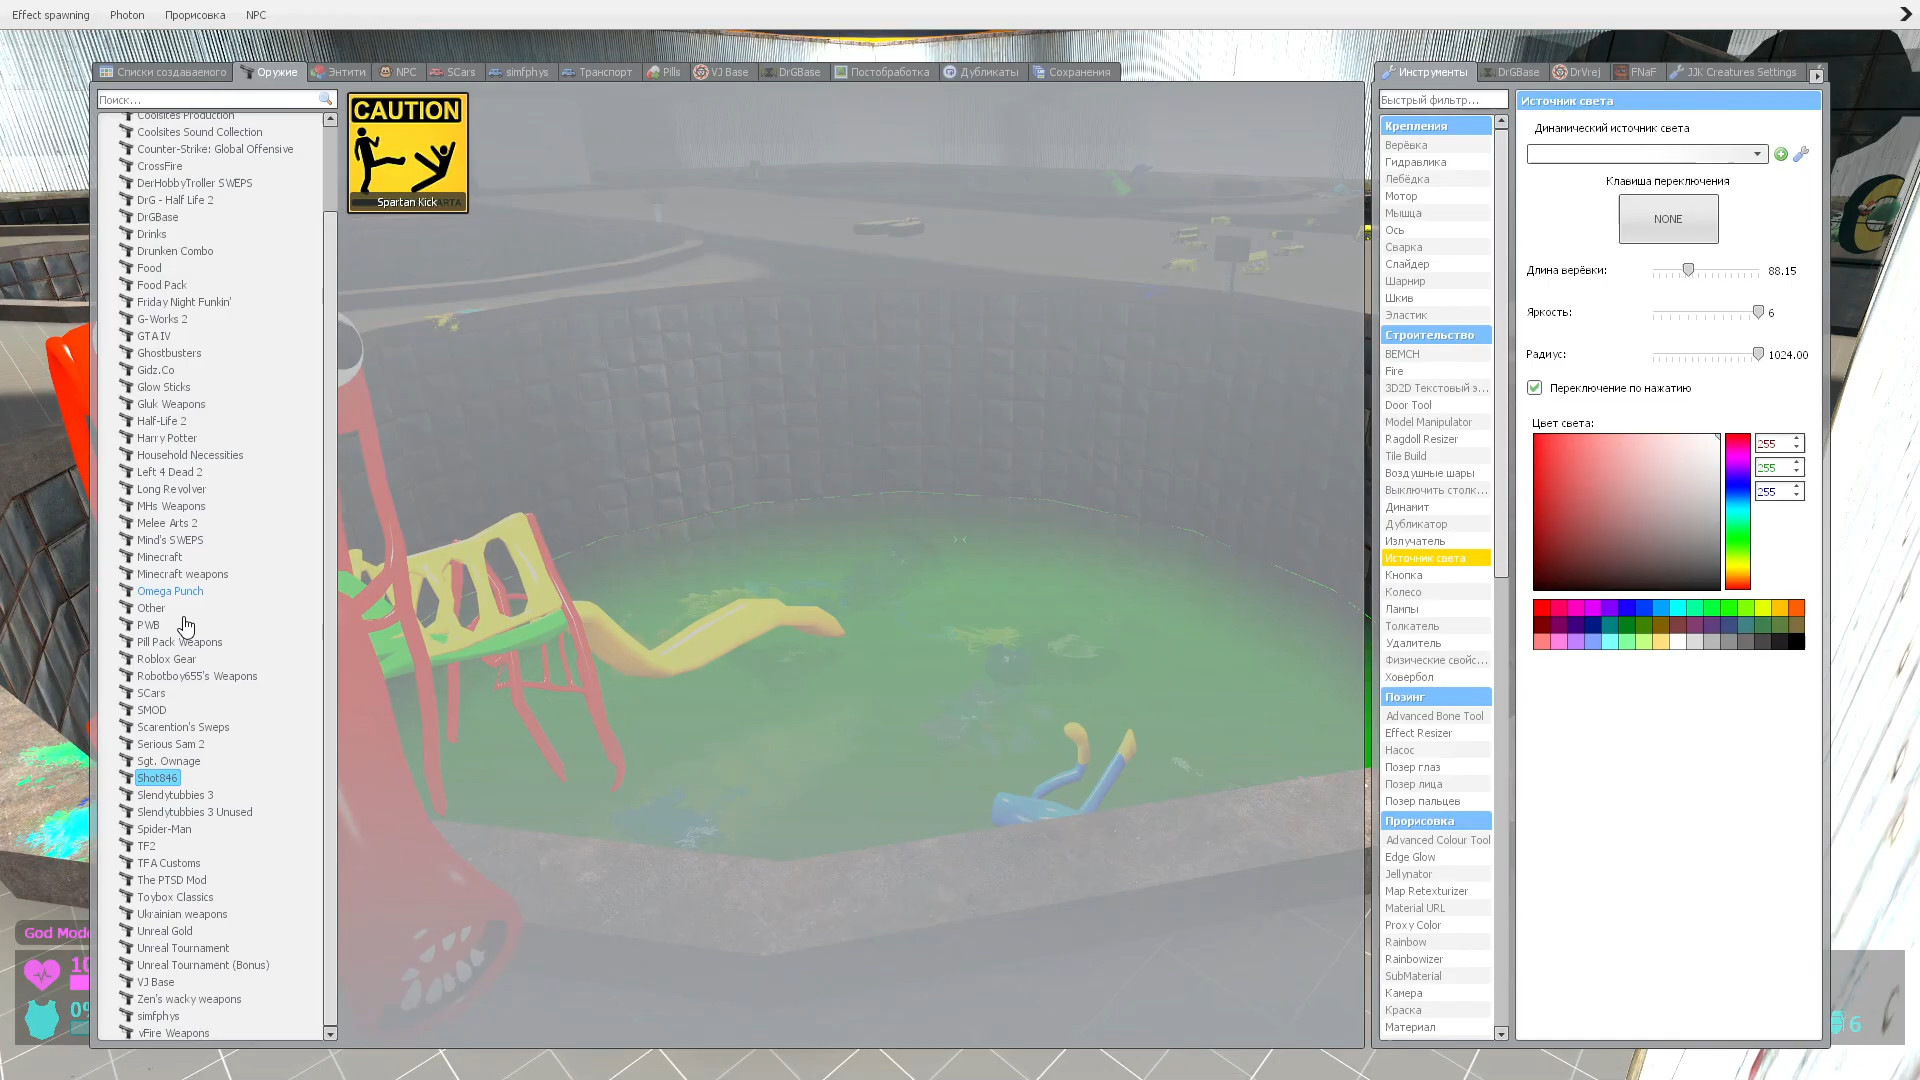 Effect spawning Photon Прорисовка NPC
Списки создаваемого Оружие Энтити NPC SCars simfphys Транспорт Pills VJ Base DrGBase Постобработка Дубликаты Сохранения
Поиск...
Coolsites Production
Coolsites Sound Collection
Counter-Strike: Global Offensive
CrossFire
DerHobbyTroller SWEPS
DrG - Half Life 2
DrGBase
Drinks
Drunken Combo
Food
Food Pack
Friday Night Funkin'
G-Works 2
GTA IV
Ghostbusters
Gidz.Co
Glow Sticks
Gluk Weapons
Half-Life 2
Harry Potter
Household Necessities
Left 4 Dead 2
Long Revolver
MHs Weapons
Melee Arts 2
Mind's SWEPS
Minecraft
Minecraft weapons
Omega Punch
Other
PWB
Pill Pack Weapons
Roblox Gear
Robotboy655's Weapons
SCars
SMOD
Scarention's Sweps
Serious Sam 2
Sgt. Ownage
Shot846
Slendytubbies 3
Slendytubbies 3 Unused
Spider-Man
TF2
TFA Customs
The PTSD Mod
Toybox Classics
Ukrainian weapons
Unreal Gold
Unreal Tournament
Unreal Tournament (Bonus)
VJ Base
Zen's wacky weapons
simfphys
vFire Weapons
CAUTION
Spartan Kick
God Mode
10
0%
Инструменты DrGBase DrVrej FNaF JJK Creatures Settings
Быстрый фильтр...
Крепления
Верёвка
Гидравлика
Лебёдка
Мотор
Мышца
Ось
Сварка
Слайдер
Шарнир
Шкив
Эластик
Строительство
BEMCH
Fire
3D2D Текстовый э...
Door Tool
Model Manipulator
Ragdoll Resizer
Tile Build
Воздушные шары
Выключить столк...
Динамит
Дубликатор
Излучатель
Источник света
Кнопка
Колесо
Лампы
Толкатель
Удалитель
Физические свойс...
Ховербол
Позинг
Advanced Bone Tool
Effect Resizer
Насос
Позер глаз
Позер лица
Позер пальцев
Прорисовка
Advanced Colour Tool
Edge Glow
Jellynator
Map Retexturizer
Material URL
Proxy Color
Rainbow
Rainbowizer
SubMaterial
Камера
Краска
Материал
Источник света
Динамический источник света
Клавиша переключения
NONE
Длина верёвки: 88.15
Яркость: 6
Радиус: 1024.00
Переключение по нажатию
Цвет света:
255
255
255
6